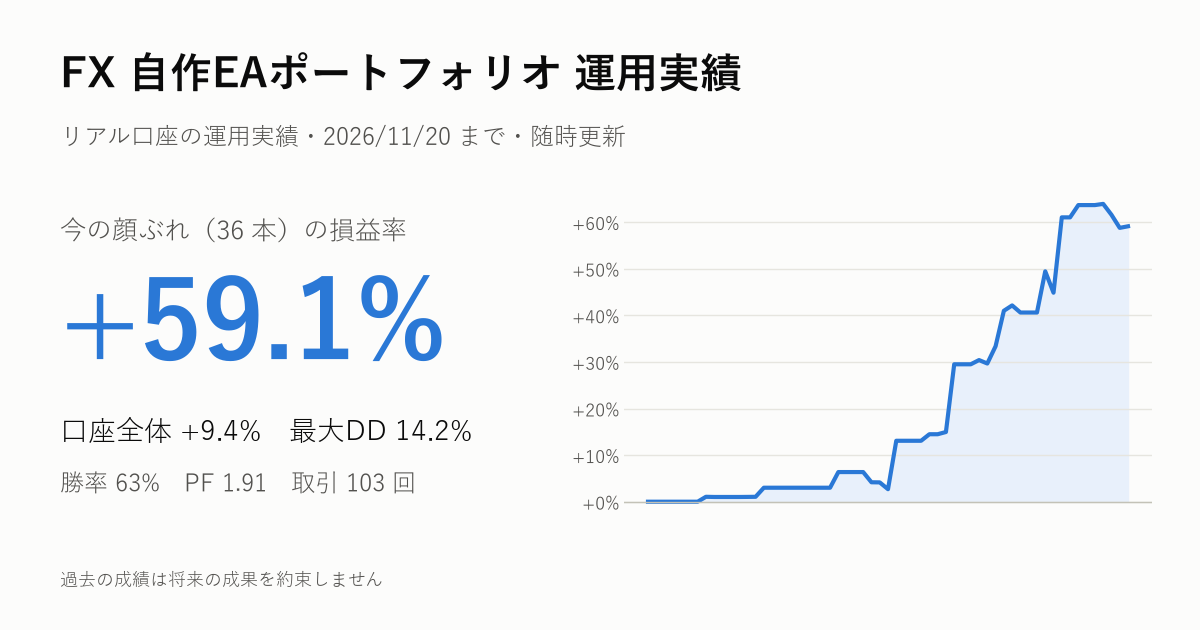 FX 自作EAポートフォリオ 運用実績
リアル口座の運用実績・2026/11/20 まで・随時更新
今の顔ぶれ（36 本）の損益率
+59.1%
口座全体 +9.4%　最大DD 14.2%
勝率 63%　PF 1.91　取引 103 回
+60%
+50%
+40%
+30%
+20%
+10%
+0%
過去の成績は将来の成果を約束しません